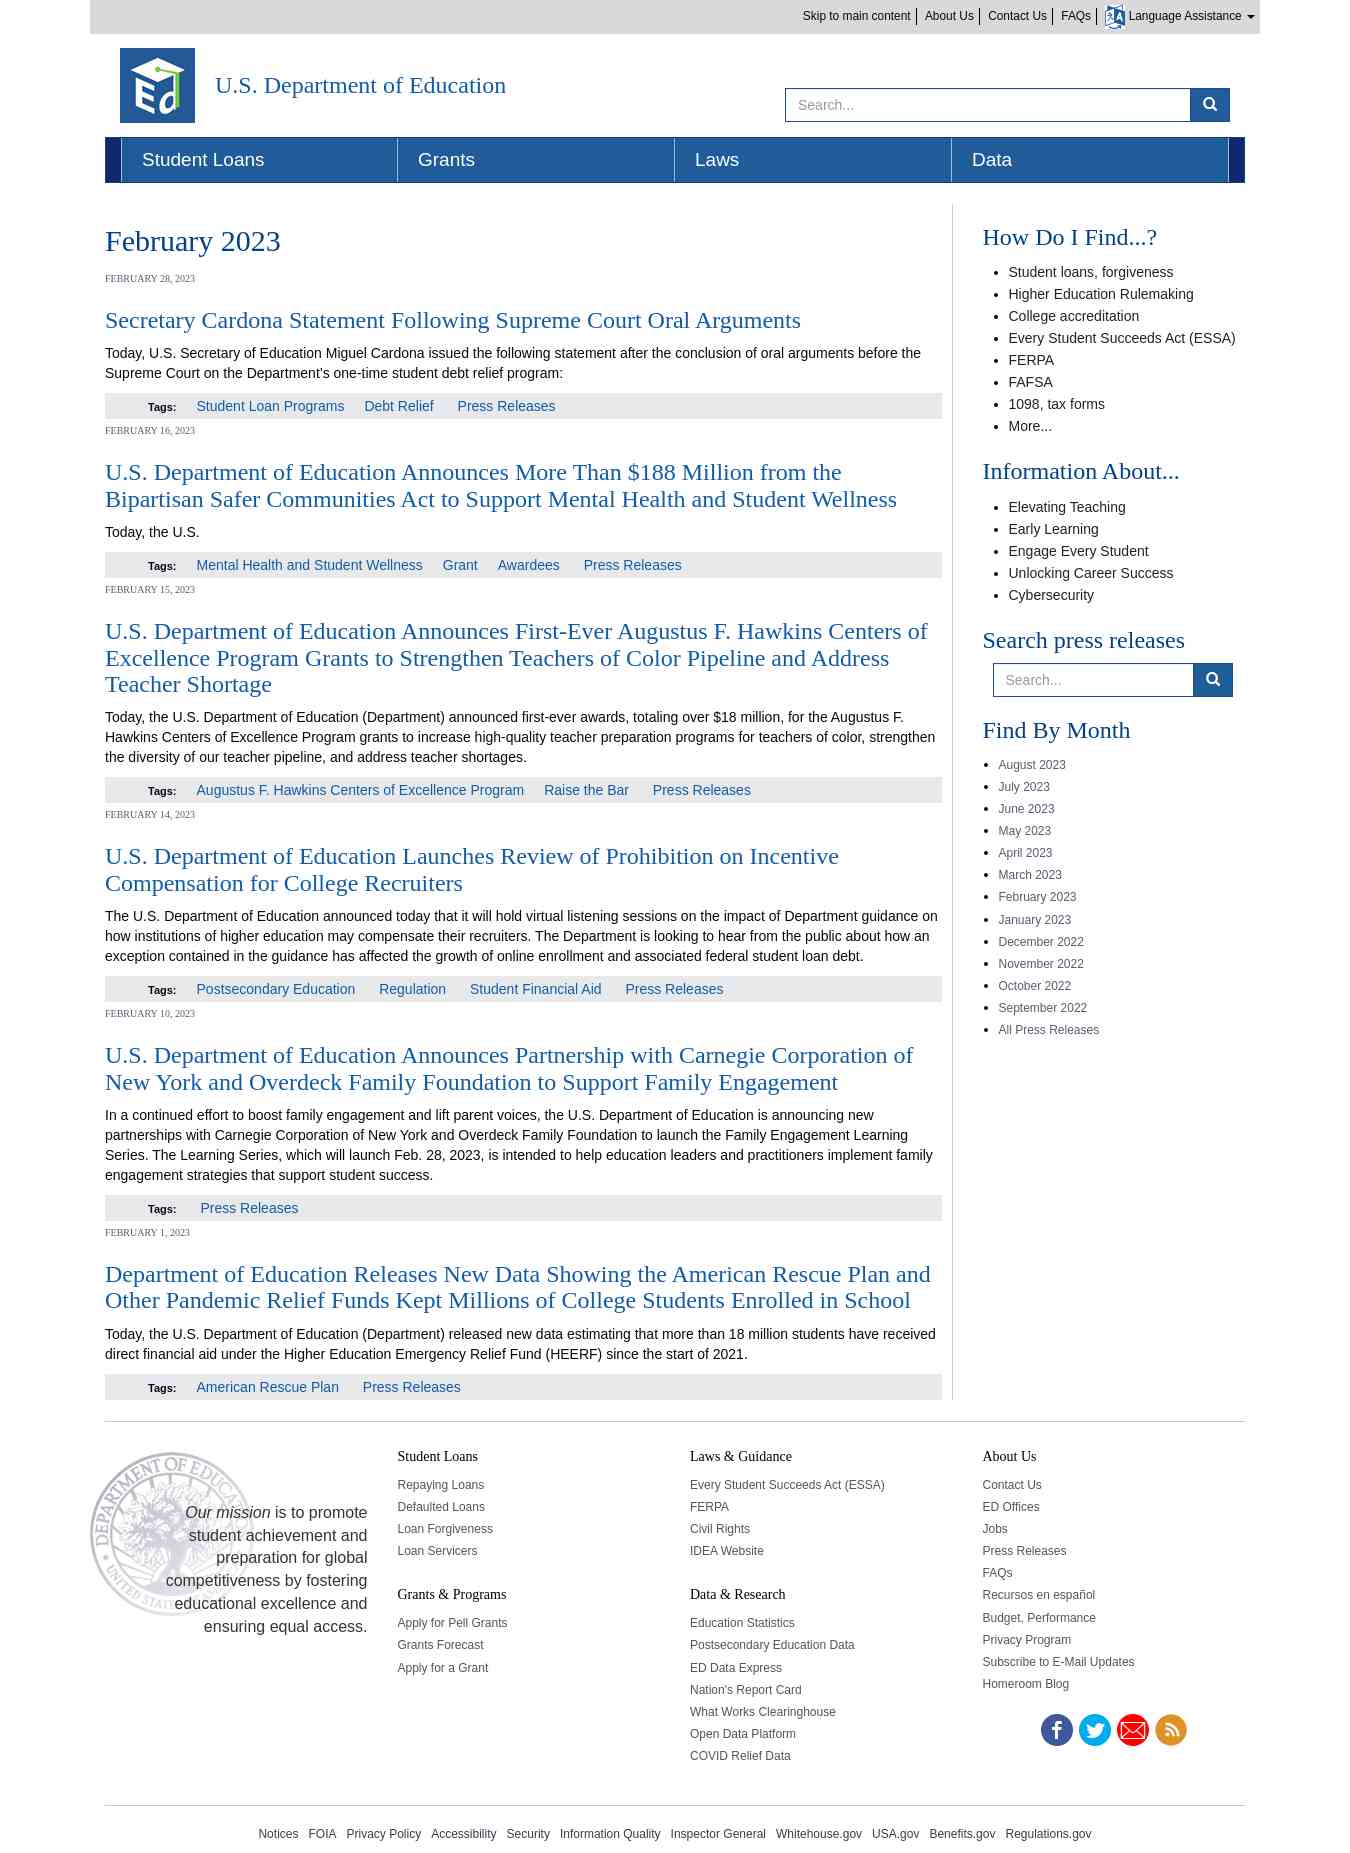 Skip to main content
About Us
Contact Us
FAQs
Language Assistance
Ed
U.S. Department of Education
Search...
Student Loans
Grants
Laws
Data
February 2023
FEBRUARY 28, 2023
Secretary Cardona Statement Following Supreme Court Oral Arguments
Today, U.S. Secretary of Education Miguel Cardona issued the following statement after the conclusion of oral arguments before the
Supreme Court on the Department's one-time student debt relief program:
Tags: Student Loan Programs Debt Relief Press Releases
FEBRUARY 16, 2023
U.S. Department of Education Announces More Than $188 Million from the
Bipartisan Safer Communities Act to Support Mental Health and Student Wellness
Today, the U.S.
Tags: Mental Health and Student Wellness Grant Awardees Press Releases
FEBRUARY 15, 2023
U.S. Department of Education Announces First-Ever Augustus F. Hawkins Centers of
Excellence Program Grants to Strengthen Teachers of Color Pipeline and Address
Teacher Shortage
Today, the U.S. Department of Education (Department) announced first-ever awards, totaling over $18 million, for the Augustus F.
Hawkins Centers of Excellence Program grants to increase high-quality teacher preparation programs for teachers of color, strengthen
the diversity of our teacher pipeline, and address teacher shortages.
Tags: Augustus F. Hawkins Centers of Excellence Program Raise the Bar Press Releases
FEBRUARY 14, 2023
U.S. Department of Education Launches Review of Prohibition on Incentive
Compensation for College Recruiters
The U.S. Department of Education announced today that it will hold virtual listening sessions on the impact of Department guidance on
how institutions of higher education may compensate their recruiters. The Department is looking to hear from the public about how an
exception contained in the guidance has affected the growth of online enrollment and associated federal student loan debt.
Tags: Postsecondary Education Regulation Student Financial Aid Press Releases
FEBRUARY 10, 2023
U.S. Department of Education Announces Partnership with Carnegie Corporation of
New York and Overdeck Family Foundation to Support Family Engagement
In a continued effort to boost family engagement and lift parent voices, the U.S. Department of Education is announcing new
partnerships with Carnegie Corporation of New York and Overdeck Family Foundation to launch the Family Engagement Learning
Series. The Learning Series, which will launch Feb. 28, 2023, is intended to help education leaders and practitioners implement family
engagement strategies that support student success.
Tags: Press Releases
FEBRUARY 1, 2023
Department of Education Releases New Data Showing the American Rescue Plan and
Other Pandemic Relief Funds Kept Millions of College Students Enrolled in School
Today, the U.S. Department of Education (Department) released new data estimating that more than 18 million students have received
direct financial aid under the Higher Education Emergency Relief Fund (HEERF) since the start of 2021.
Tags: American Rescue Plan Press Releases
How Do I Find...?
Student loans, forgiveness
Higher Education Rulemaking
College accreditation
Every Student Succeeds Act (ESSA)
FERPA
FAFSA
1098, tax forms
More...
Information About...
Elevating Teaching
Early Learning
Engage Every Student
Unlocking Career Success
Cybersecurity
Search press releases
Search...
Find By Month
August 2023
July 2023
June 2023
May 2023
April 2023
March 2023
February 2023
January 2023
December 2022
November 2022
October 2022
September 2022
All Press Releases
DEPARTMENT OF EDUCA
UNITED STA
Our mission is to promote
student achievement and
preparation for global
competitiveness by fostering
educational excellence and
ensuring equal access.
Student Loans
Repaying Loans
Defaulted Loans
Loan Forgiveness
Loan Servicers
Grants & Programs
Apply for Pell Grants
Grants Forecast
Apply for a Grant
Laws & Guidance
Every Student Succeeds Act (ESSA)
FERPA
Civil Rights
IDEA Website
Data & Research
Education Statistics
Postsecondary Education Data
ED Data Express
Nation's Report Card
What Works Clearinghouse
Open Data Platform
COVID Relief Data
About Us
Contact Us
ED Offices
Jobs
Press Releases
FAQs
Recursos en español
Budget, Performance
Privacy Program
Subscribe to E-Mail Updates
Homeroom Blog
Notices FOIA Privacy Policy Accessibility Security Information Quality Inspector General Whitehouse.gov USA.gov Benefits.gov Regulations.gov